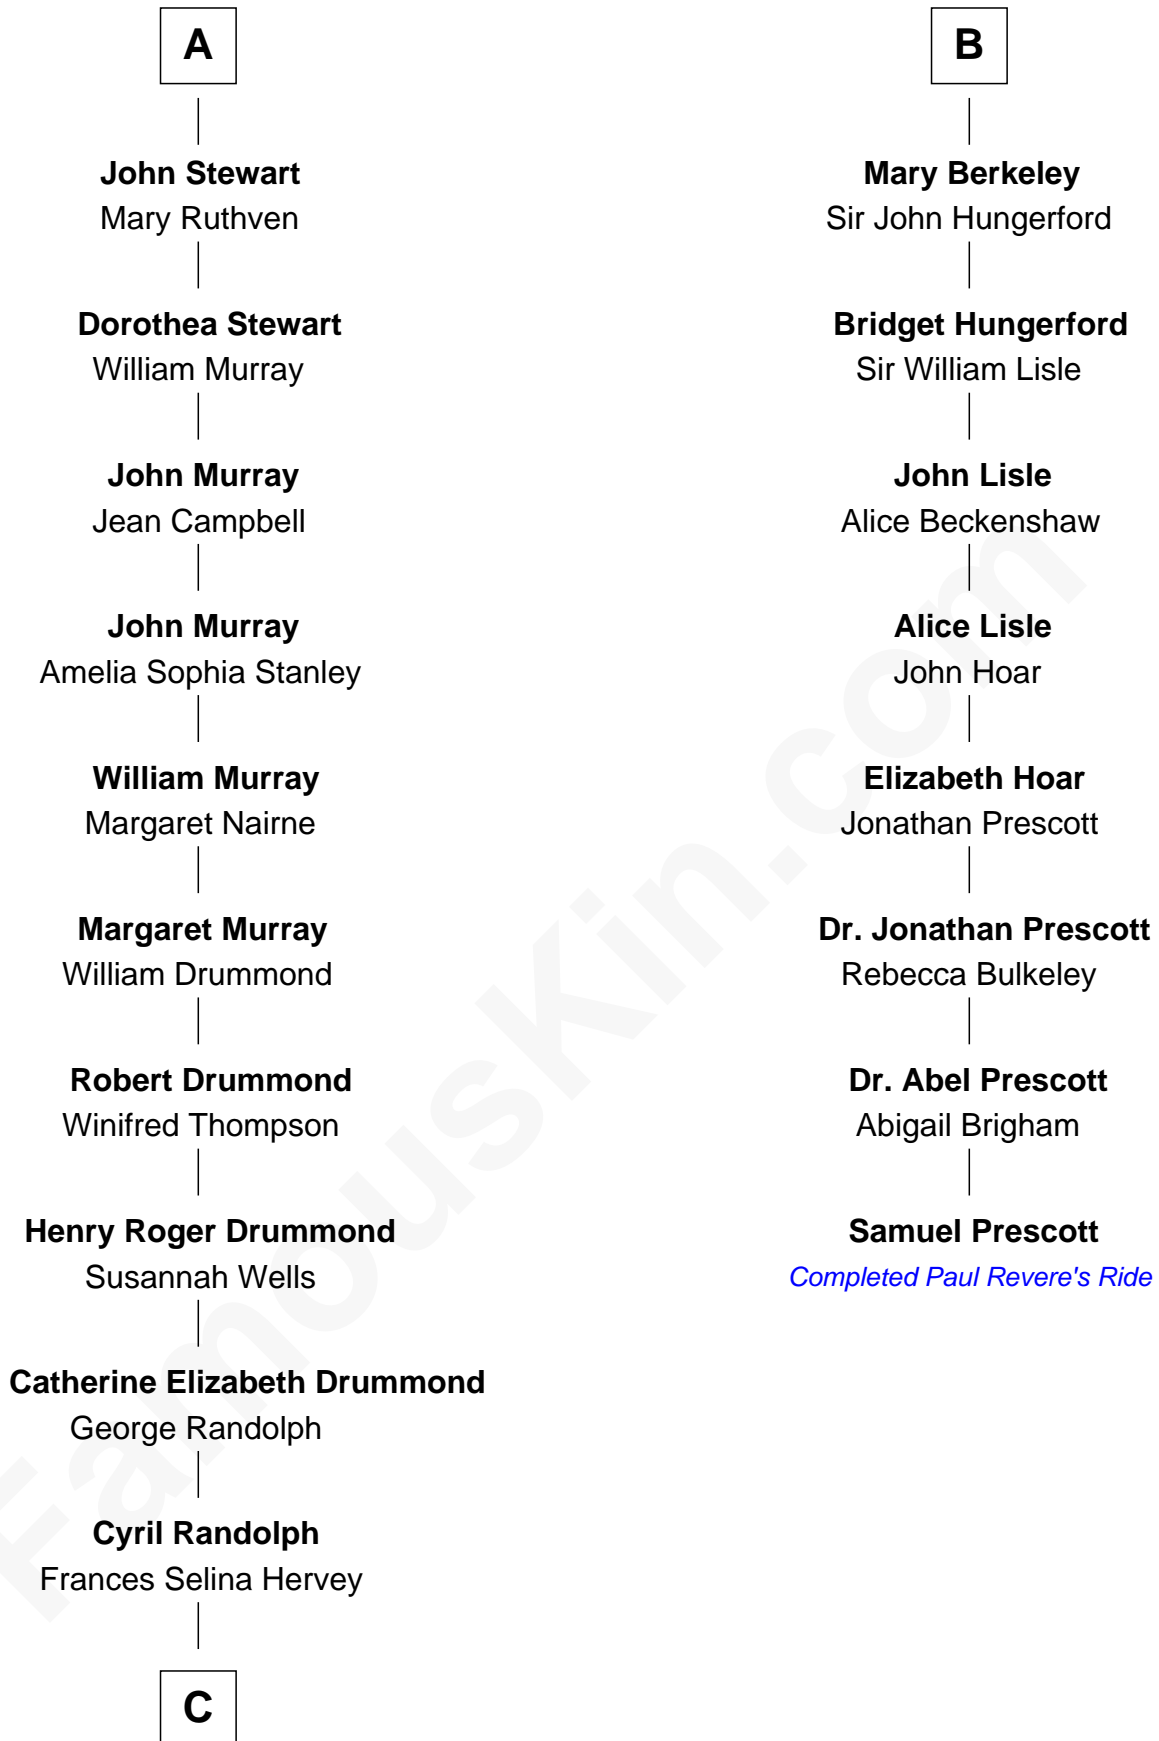 A
John Stewart
Mary Ruthven
Dorothea Stewart
William Murray
John Murray
Jean Campbell
John Murray
Amelia Sophia Stanley
William Murray
Margaret Nairne
Margaret Murray
William Drummond
Robert Drummond
Winifred Thompson
Henry Roger Drummond
Susannah Wells
Catherine Elizabeth Drummond
George Randolph
Cyril Randolph
Frances Selina Hervey
C
B
Mary Berkeley
Sir John Hungerford
Bridget Hungerford
Sir William Lisle
John Lisle
Alice Beckenshaw
Alice Lisle
John Hoar
Elizabeth Hoar
Jonathan Prescott
Dr. Jonathan Prescott
Rebecca Bulkeley
Dr. Abel Prescott
Abigail Brigham
Samuel Prescott
Completed Paul Revere's Ride
FamousKin.com